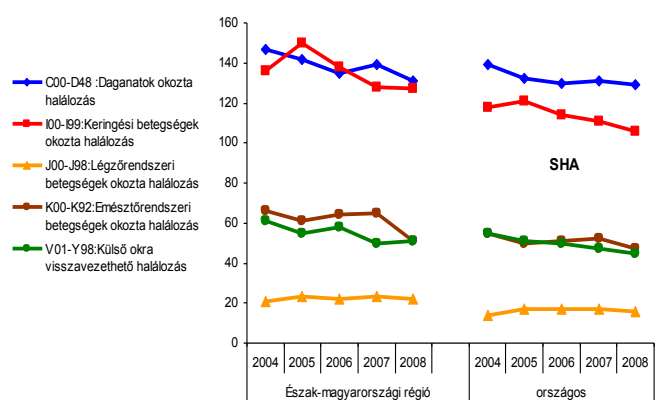 C00-D48 :Daganatok okozta
halálozás
I00-I99:Keringési betegségek
okozta halálozás
J00-J98:Légzőrendszeri
betegségek okozta halálozás
K00-K92:Emésztőrendszeri
betegségek okozta halálozás
V01-Y98:Külső okra
visszavezethető halálozás
160
140
120
100
80
60
40
20
0
SHA
2004 2005 2006 2007 2008 2004 2005 2006 2007 2008
Észak-magyarországi régió országos